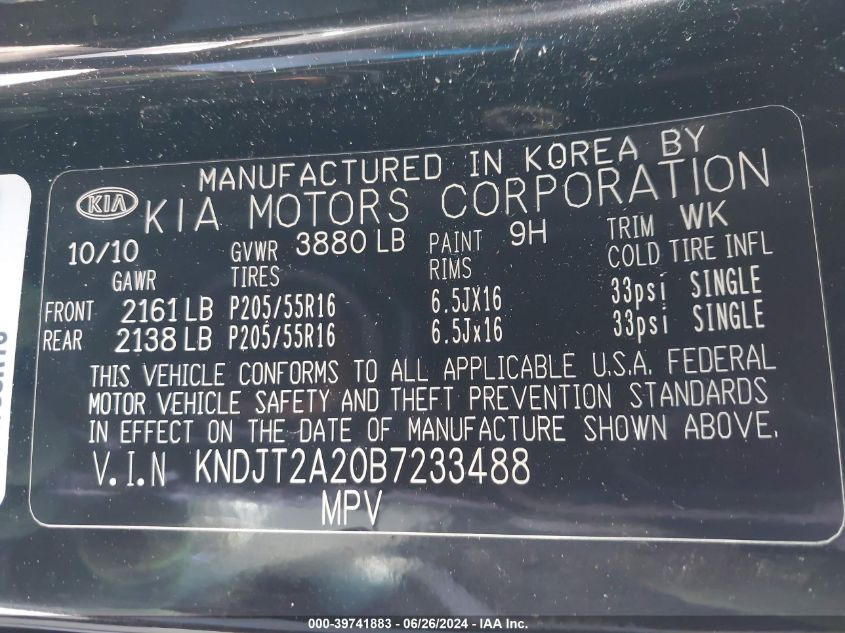 MANUFACTURED IN KOREA BY
KIA KIA MOTORS CORPORATION
10/10 GVWR 3880 LB PAINT 9H TRIM WK
GAWR TIRES RIMS COLD TIRE INFL
FRONT 2161 LB P205/55R16 6.5JX16 33psi SINGLE
REAR 2138 LB P205/55R16 6.5Jx16 33psi SINGLE
THIS VEHICLE CONFORMS TO ALL APPLICABLE U.S.A. FEDERAL
MOTOR VEHICLE SAFETY AND THEFT PREVENTION STANDARDS
IN EFFECT ON THE DATE OF MANUFACTURE SHOWN ABOVE.
V.I.N KNDJT2A20B7233488
MPV
000-39741883 - 06/26/2024 - IAA Inc.